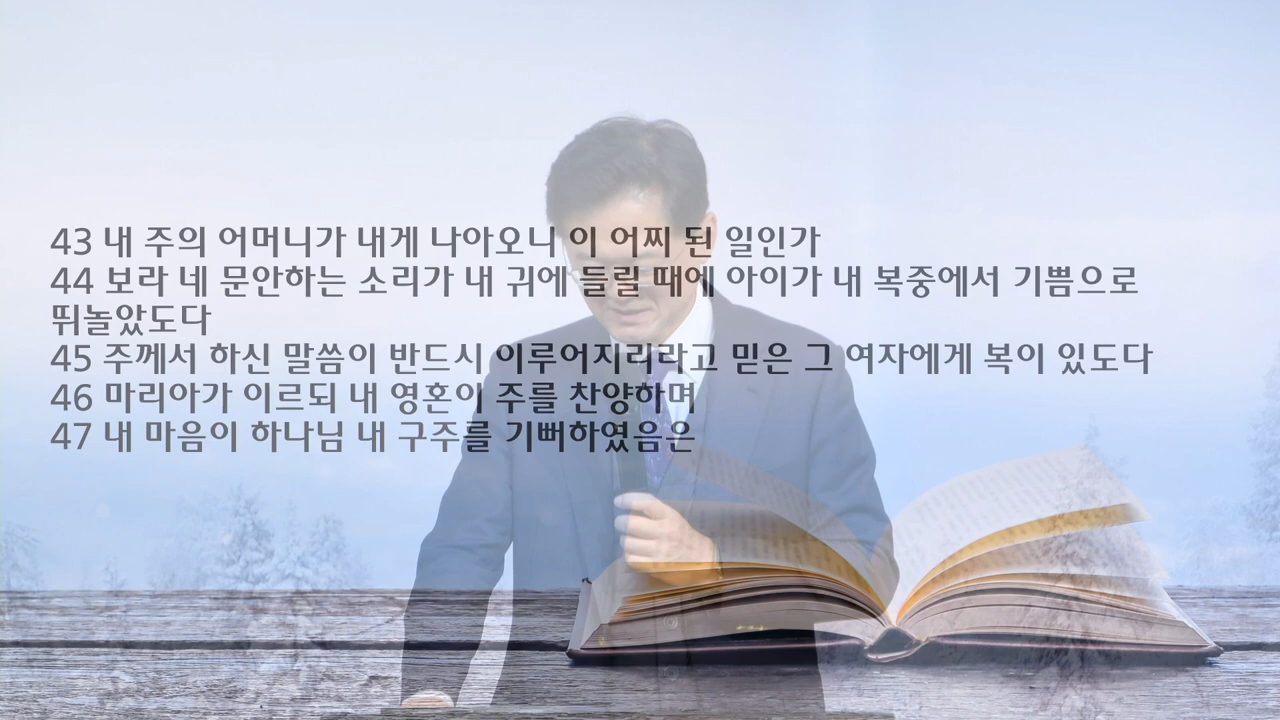 43 내 주의 어머니가 내게 나아오니 이 어찌 된 일인가
44 보라 네 문안하는 소리가 내 귀에 들릴 때에 아이가 내 복중에서 기쁨으로
뛰놀았도다
45 주께서 하신 말씀이 반드시 이루어지리라고 믿은 그 여자에게 복이 있도다
46 마리아가 이르되 내 영혼이 주를 찬양하며
47 내 마음이 하나님 내 구주를 기뻐하였음은